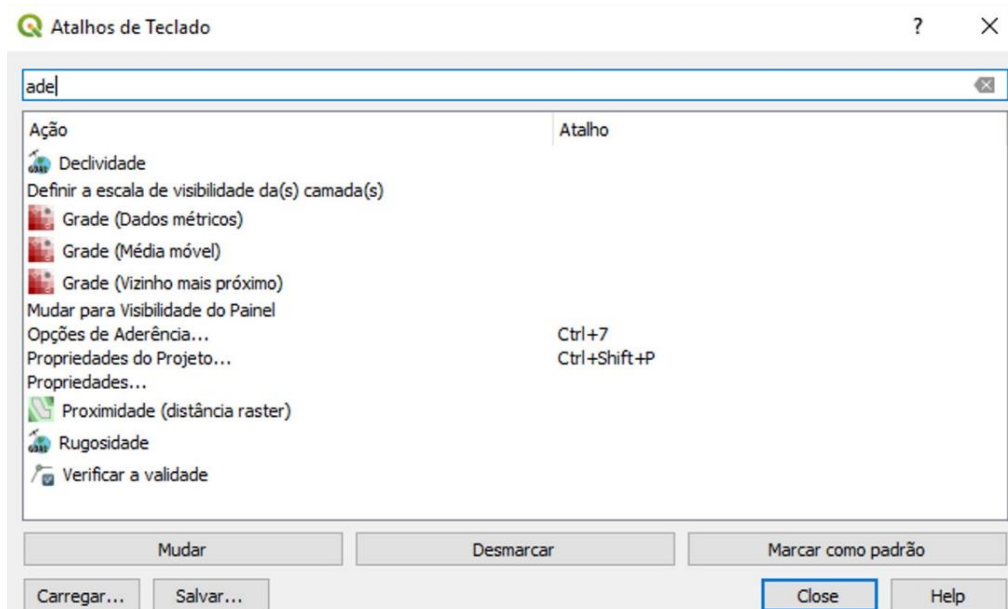 Atalhos de Teclado ? X
ade
Ação Atalho
Declividade
Definir a escala de visibilidade da(s) camada(s)
Grade (Dados métricos)
Grade (Média móvel)
Grade (Vizinho mais próximo)
Mudar para Visibilidade do Painel
Opções de Aderência... Ctrl+7
Propriedades do Projeto... Ctrl+Shift+P
Propriedades...
Proximidade (distância raster)
Rugosidade
Verificar a validade
Mudar Desmarcar Marcar como padrão
Carregar... Salvar... Close Help